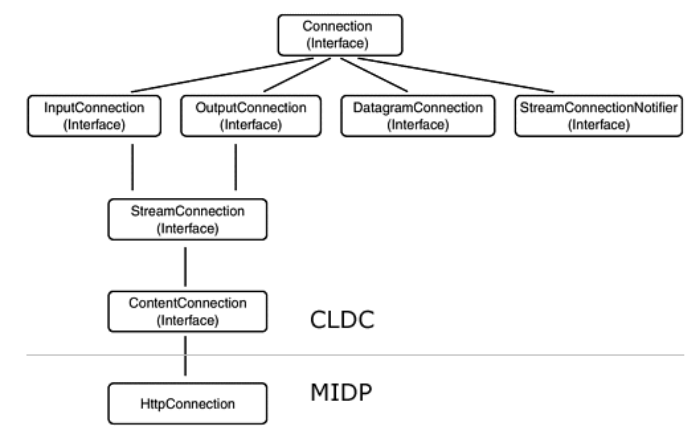 Connection
(Interface)
InputConnection
(Interface)
OutputConnection
(Interface)
DatagramConnection
(Interface)
StreamConnectionNotifier
(Interface)
StreamConnection
(Interface)
ContentConnection
(Interface)
CLDC
HttpConnection
MIDP